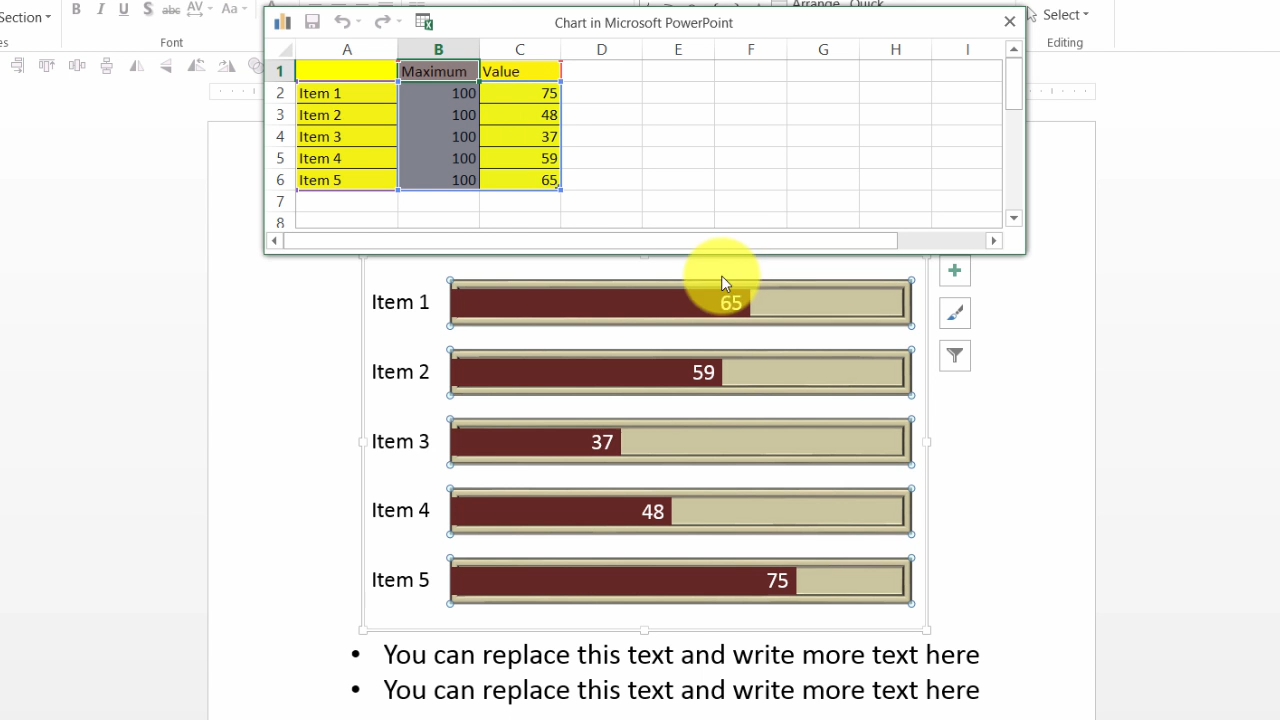 Section
B I U S abc AV Aa
Arrange Quick
Select
Font
Editing
Chart in Microsoft PowerPoint
A B C D E F G H I
1 Maximum Value
2 Item 1 100 75
3 Item 2 100 48
4 Item 3 100 37
5 Item 4 100 59
6 Item 5 100 65
7
8
Item 1 65
Item 2 59
Item 3 37
Item 4 48
Item 5 75
• You can replace this text and write more text here
• You can replace this text and write more text here